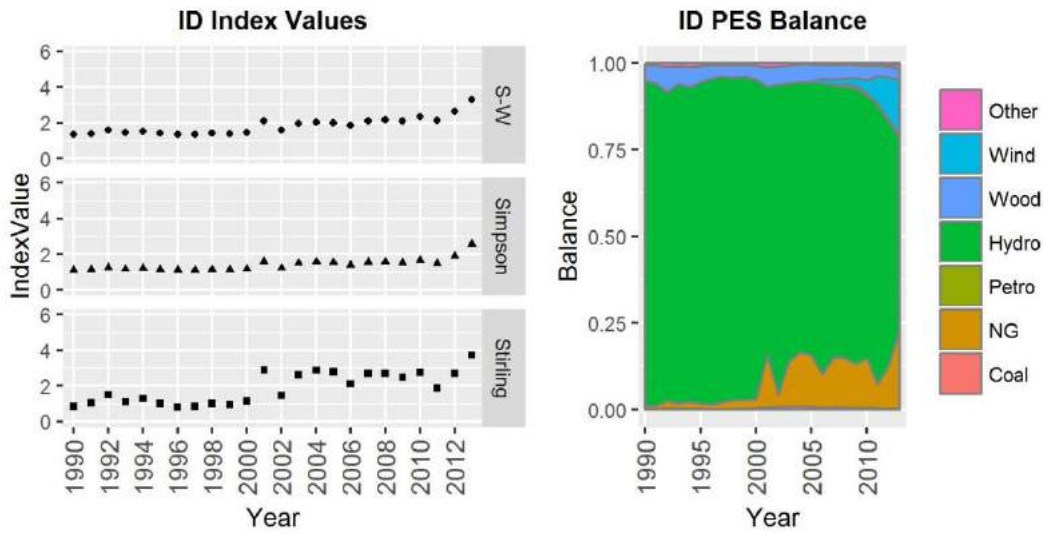 ID Index Values
IndexValue
6
4
2
0
S-W
6
4
2
0
Simpson
6
4
2
0
Stirling
1990 1992 1994 1996 1998 2000 2002 2004 2006 2008 2010 2012
Year
ID PES Balance
Balance
1.00
0.75
0.50
0.25
0.00
1990 1995 2000 2005 2010
Year
Other
Wind
Wood
Hydro
Petro
NG
Coal